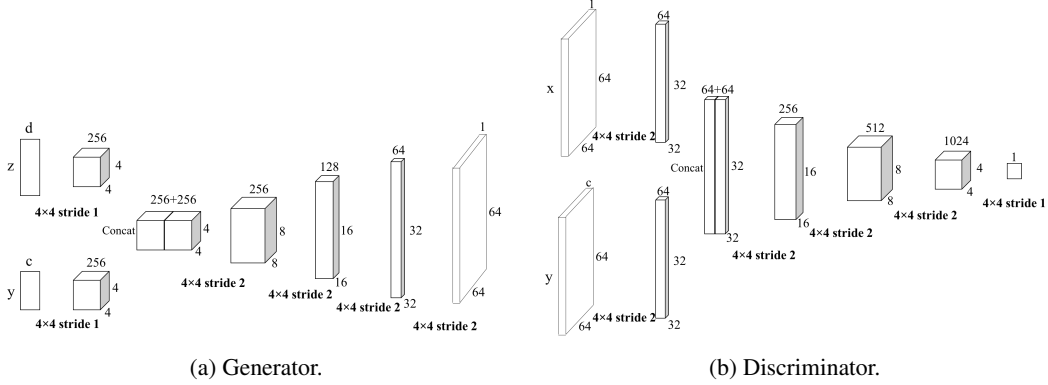 d
z
256
4
4
4×4 stride 1
c
y
256
4
4
4×4 stride 1
256+256
Concat
4
4
256
8
8
4×4 stride 2
128
16
16
4×4 stride 2
64
32
32
4×4 stride 2
1
64
64
4×4 stride 2
(a) Generator.
1
x
64
64
4×4 stride 2
64
32
32
c
y
64
64
4×4 stride 2
64
32
32
64+64
Concat
32
32
4×4 stride 2
256
16
16
4×4 stride 2
512
8
8
4×4 stride 2
1024
4
4
4×4 stride 1
1
(b) Discriminator.